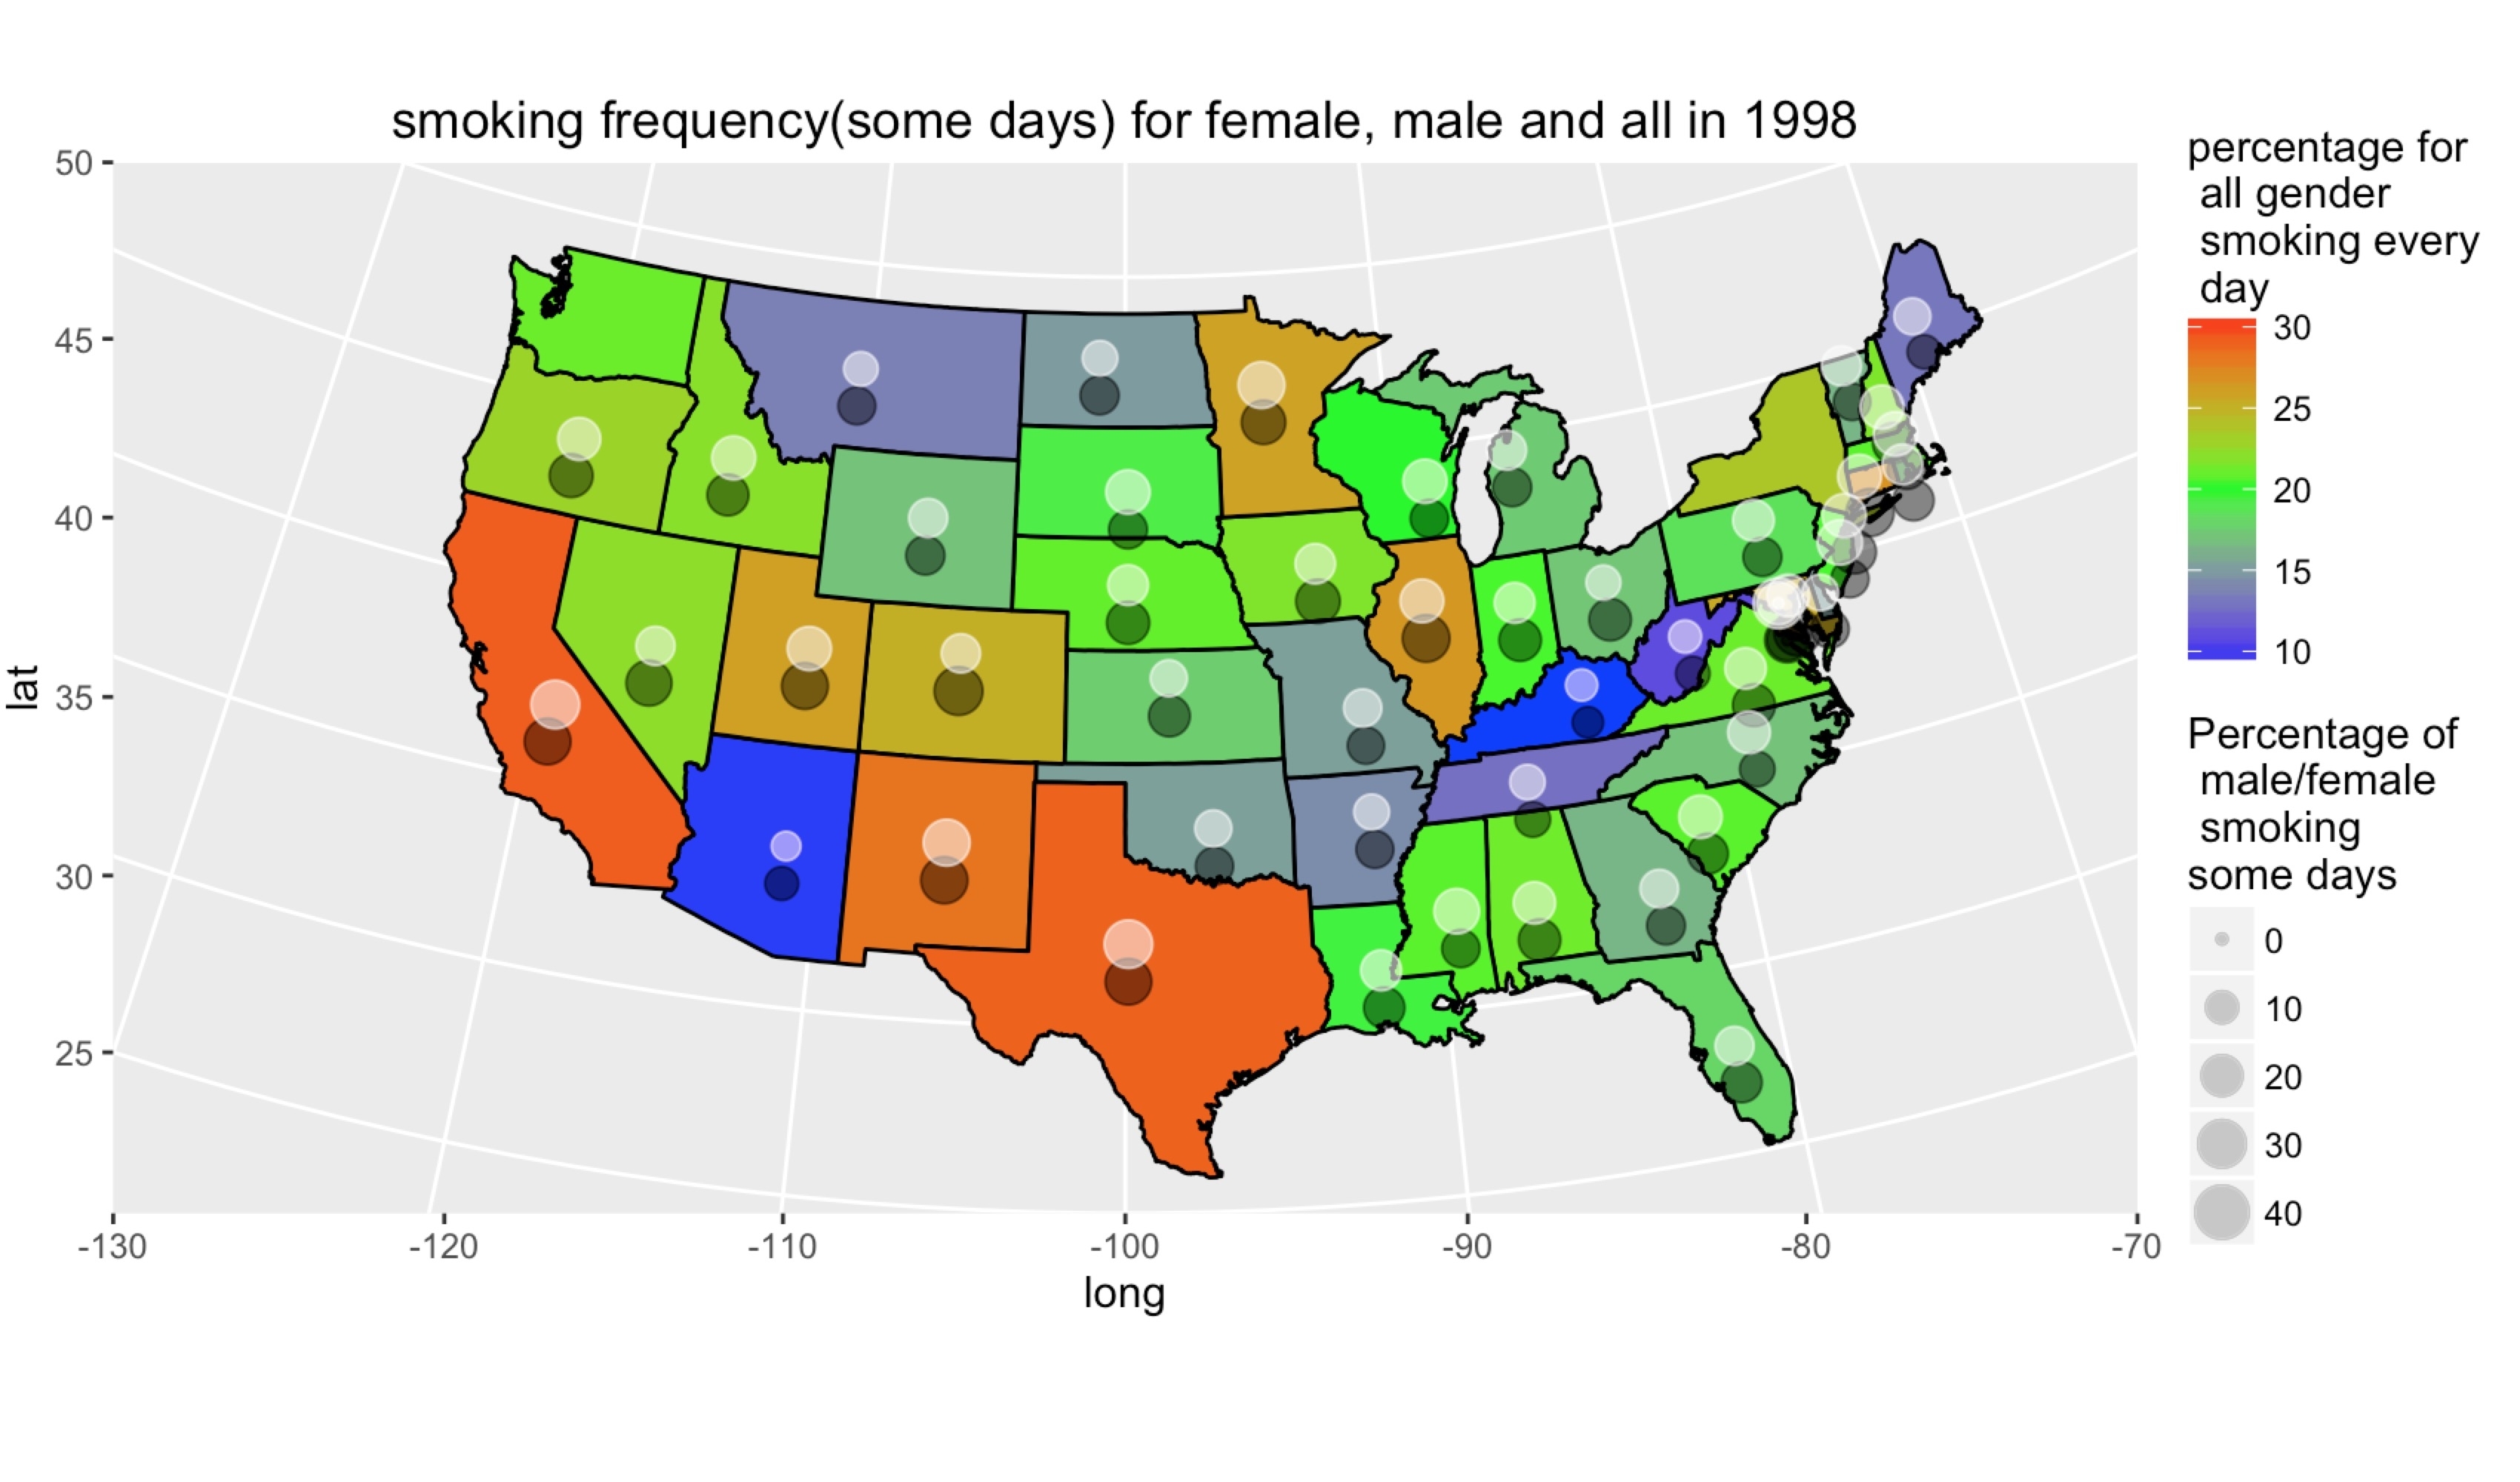 smoking frequency(some days) for female, male and all in 1998
50
45
40
35
30
25
lat
-130
-120
-110
-100
-90
-80
-70
long
percentage for
all gender
smoking every
day
30
25
20
15
10
Percentage of
male/female
smoking
some days
0
10
20
30
40